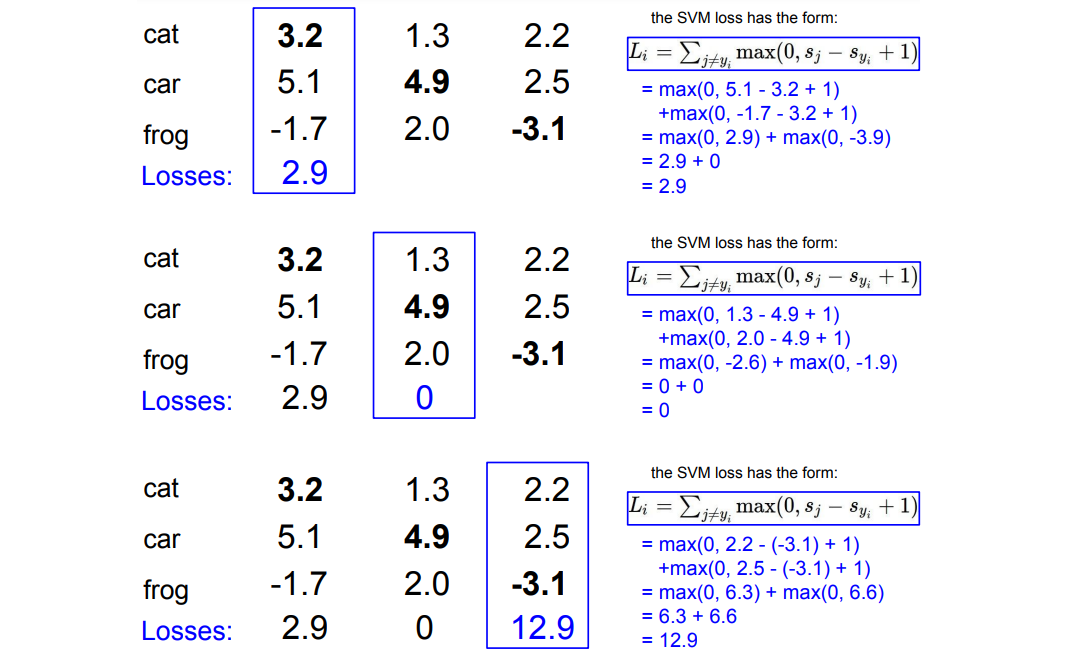 cat 3.2 1.3 2.2
car 5.1 4.9 2.5
frog -1.7 2.0 -3.1
Losses: 2.9
the SVM loss has the form:
L_i = ∑_{j≠y_i} max(0, s_j − s_{y_i} + 1)
= max(0, 5.1 - 3.2 + 1)
+max(0, -1.7 - 3.2 + 1)
= max(0, 2.9) + max(0, -3.9)
= 2.9 + 0
= 2.9
cat 3.2 1.3 2.2
car 5.1 4.9 2.5
frog -1.7 2.0 -3.1
Losses: 2.9 0
the SVM loss has the form:
L_i = ∑_{j≠y_i} max(0, s_j − s_{y_i} + 1)
= max(0, 1.3 - 4.9 + 1)
+max(0, 2.0 - 4.9 + 1)
= max(0, -2.6) + max(0, -1.9)
= 0 + 0
= 0
cat 3.2 1.3 2.2
car 5.1 4.9 2.5
frog -1.7 2.0 -3.1
Losses: 2.9 0 12.9
the SVM loss has the form:
L_i = ∑_{j≠y_i} max(0, s_j − s_{y_i} + 1)
= max(0, 2.2 - (-3.1) + 1)
+max(0, 2.5 - (-3.1) + 1)
= max(0, 6.3) + max(0, 6.6)
= 6.3 + 6.6
= 12.9